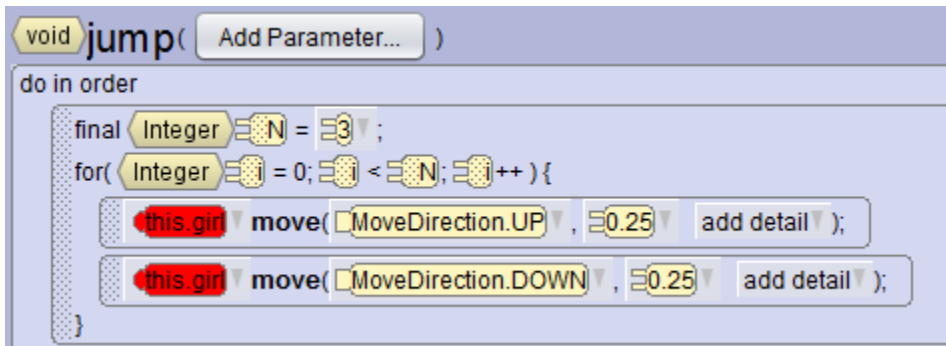 void jump( Add Parameter... )
do in order
final Integer N = 3 ;
for( Integer i = 0; i < N; i++ ) {
this.girl move( MoveDirection.UP , 0.25 add detail );
this.girl move( MoveDirection.DOWN , 0.25 add detail );
}